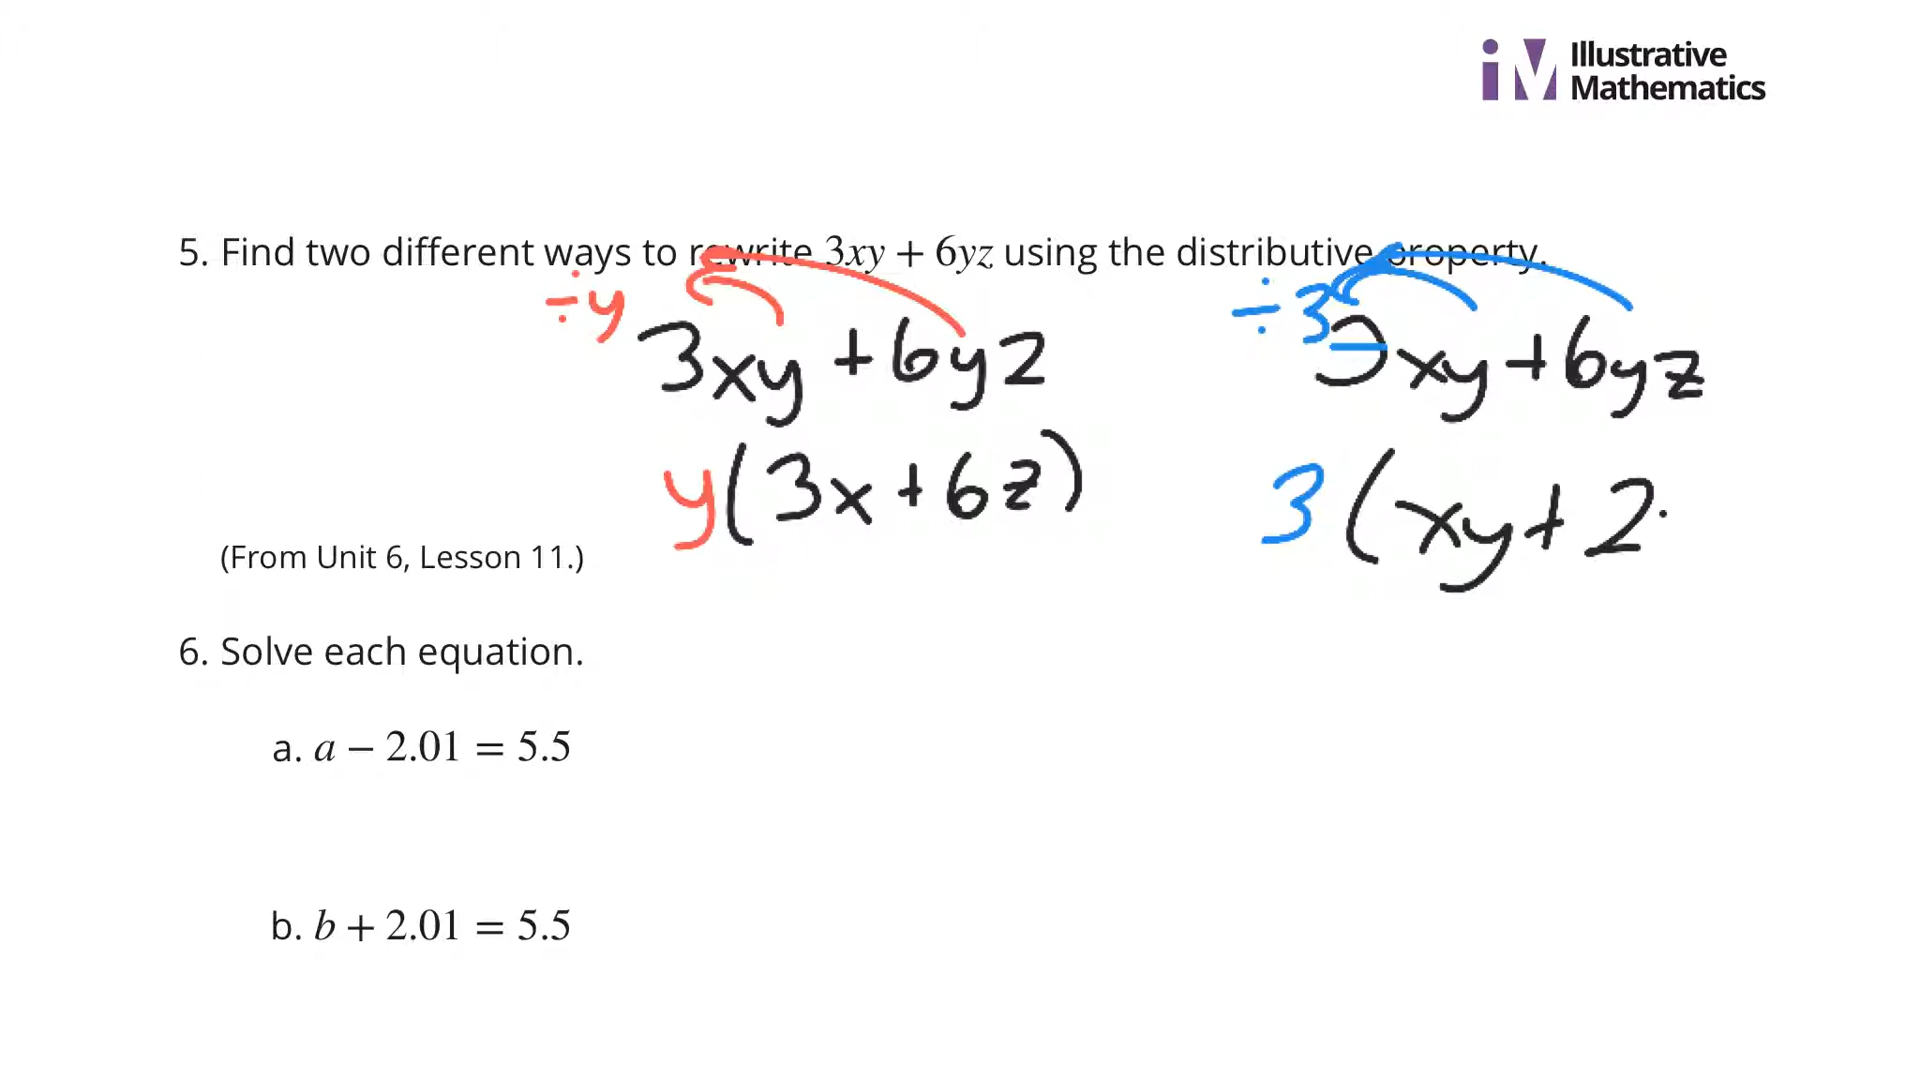 iM Illustrative
Mathematics
5. Find two different ways to rewrite 3xy + 6yz using the distributive property.
÷y
÷3
3xy + 6yz
3xy + 6yz
y(3x + 6z)
3(xy + 2
(From Unit 6, Lesson 11.)
6. Solve each equation.
a. a − 2.01 = 5.5
b. b + 2.01 = 5.5